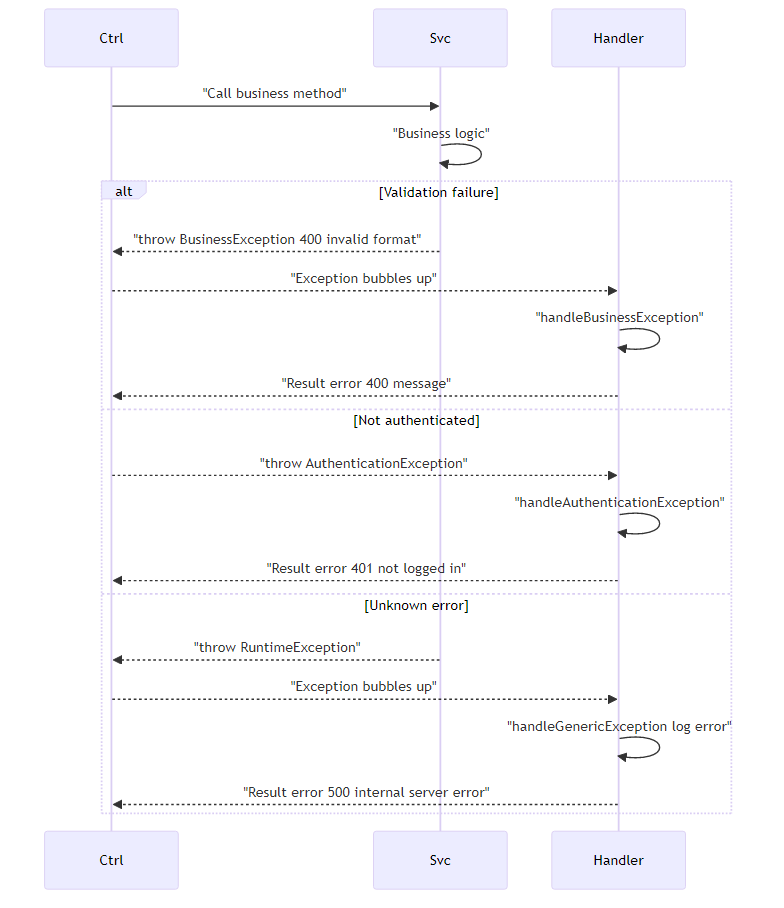 Ctrl
Svc
Handler
"Call business method"
"Business logic"
alt
[Validation failure]
"throw BusinessException 400 invalid format"
"Exception bubbles up"
"handleBusinessException"
"Result error 400 message"
[Not authenticated]
"throw AuthenticationException"
"handleAuthenticationException"
"Result error 401 not logged in"
[Unknown error]
"throw RuntimeException"
"Exception bubbles up"
"handleGenericException log error"
"Result error 500 internal server error"
Ctrl
Svc
Handler